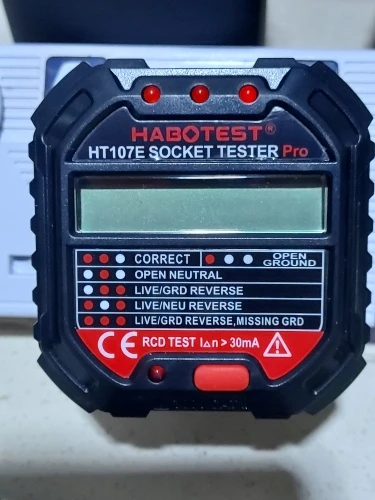 HABOTEST®
HT107E SOCKET TESTER Pro
CORRECT
OPEN GROUND
OPEN NEUTRAL
LIVE/GRD REVERSE
LIVE/NEU REVERSE
LIVE/GRD REVERSE,MISSING GRD
CE RCD TEST I△n > 30mA